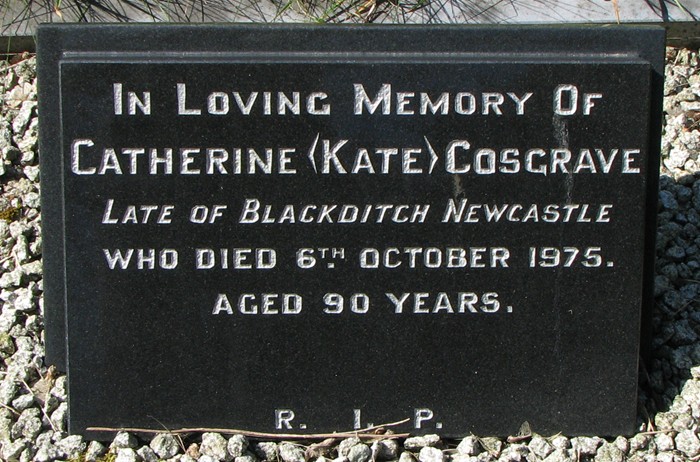 In Loving Memory Of
Catherine (Kate) Cosgrave
Late of Blackditch Newcastle
who died 6th October 1975.
aged 90 years.
R. I. P.